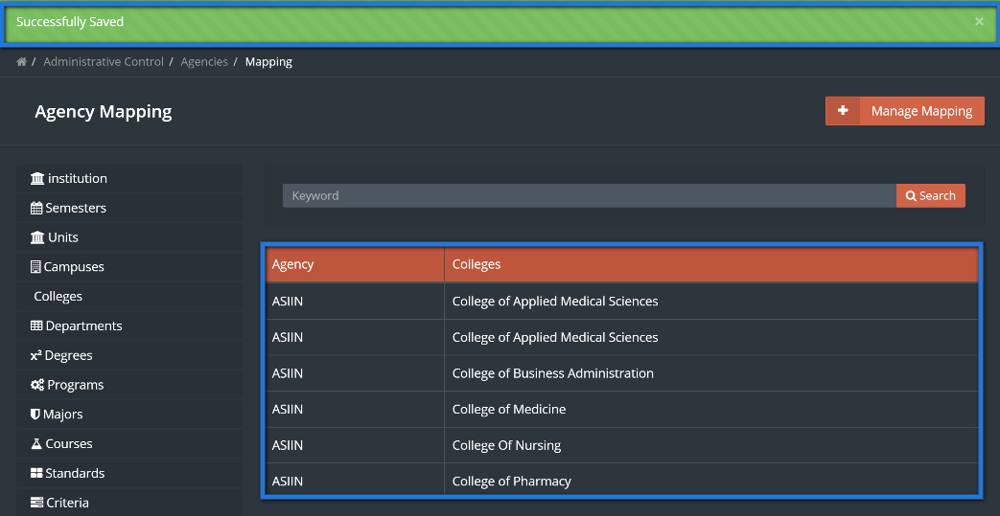 Successfully Saved ×
/ Administrative Control / Agencies / Mapping
Agency Mapping
Manage Mapping
institution
Semesters
Units
Campuses
Colleges
Departments
x² Degrees
Programs
Majors
Courses
Standards
Criteria
Keyword
Search
Agency Colleges
ASIIN College of Applied Medical Sciences
ASIIN College of Applied Medical Sciences
ASIIN College of Business Administration
ASIIN College of Medicine
ASIIN College Of Nursing
ASIIN College of Pharmacy